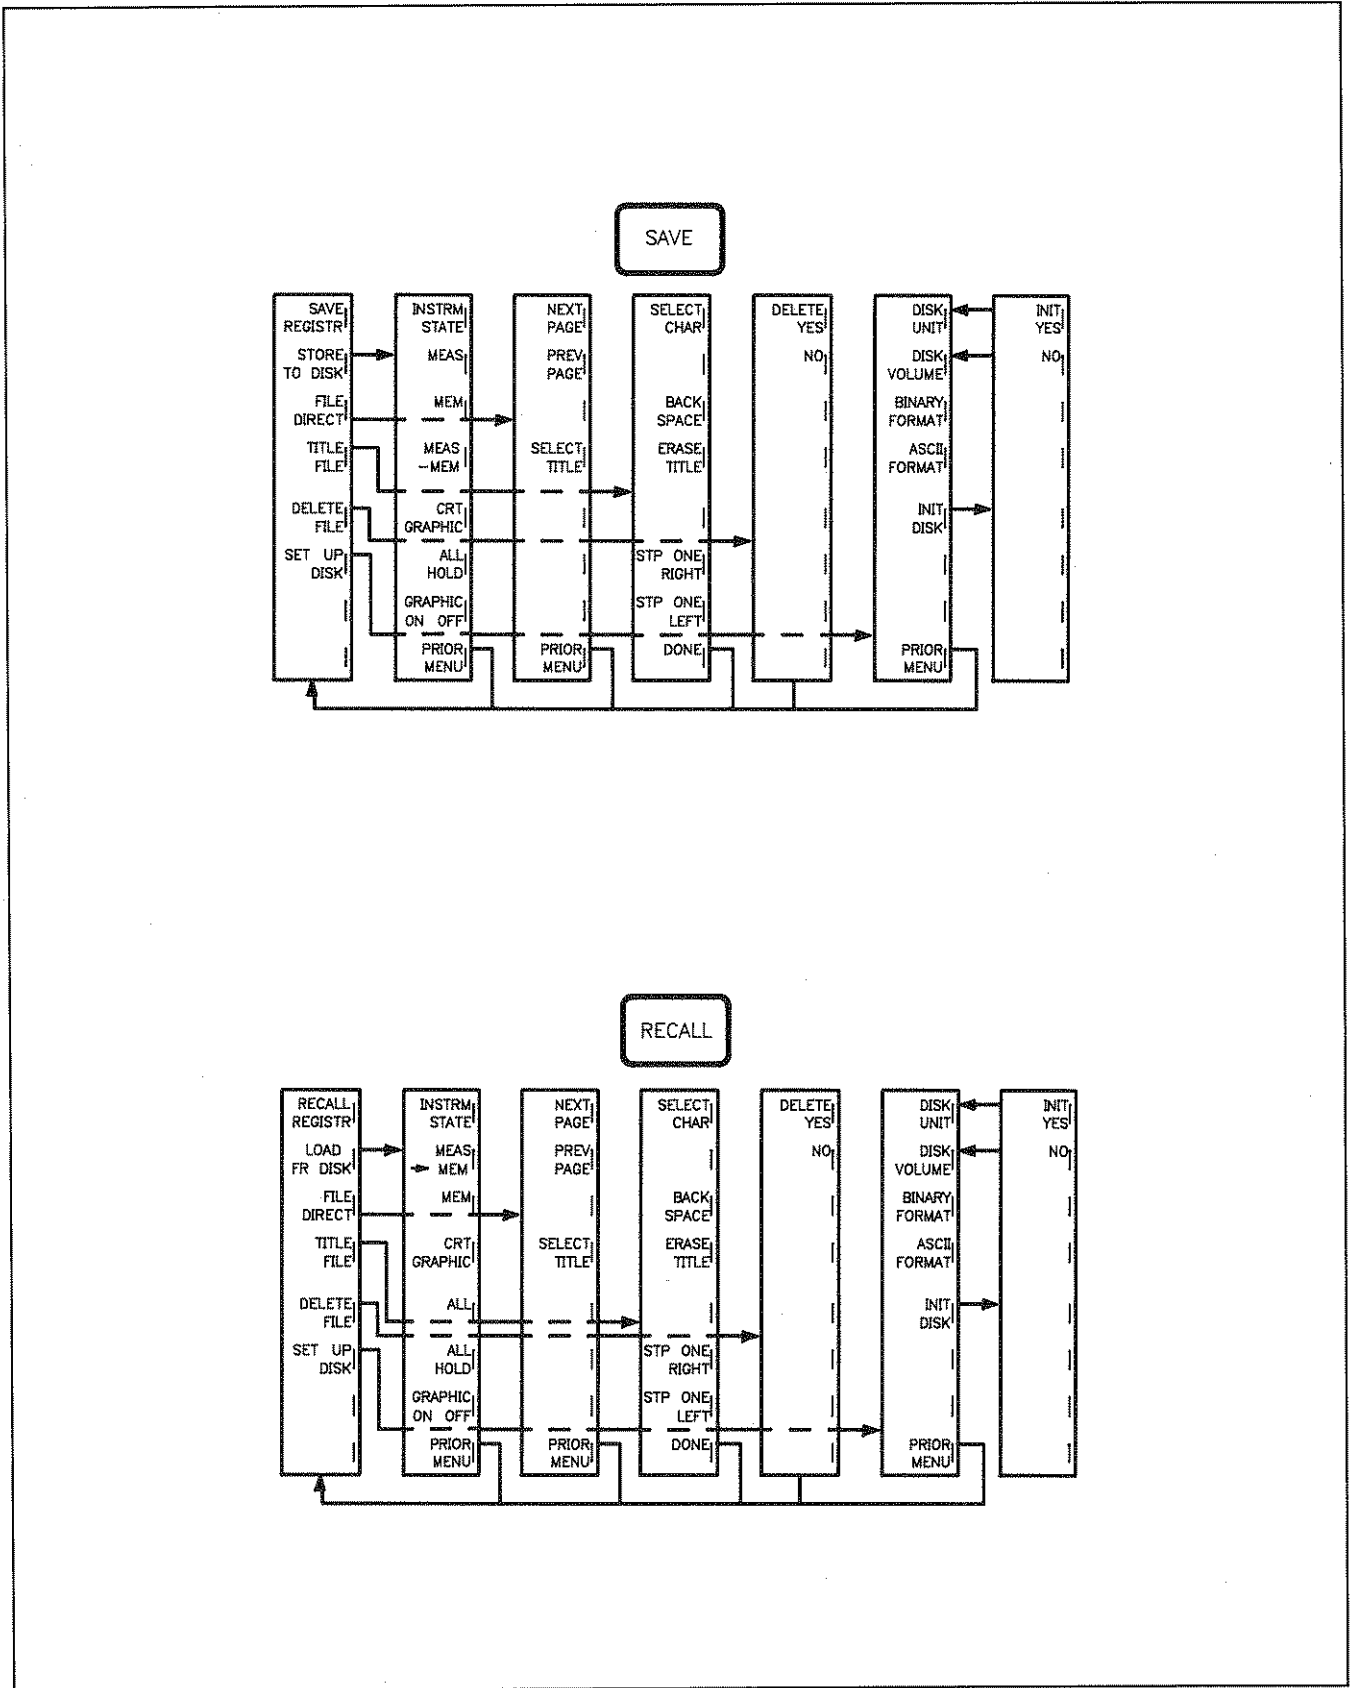 SAVE
SAVE
REGISTR
STORE
TO DISK
FILE
DIRECT
TITLE
FILE
DELETE
FILE
SET UP
DISK
INSTRM
STATE
MEAS
MEM
MEAS
-MEM
CRT
GRAPHIC
ALL
HOLD
GRAPHIC
ON OFF
PRIOR
MENU
NEXT
PAGE
PREV
PAGE
SELECT
TITLE
PRIOR
MENU
SELECT
CHAR
BACK
SPACE
ERASE
TITLE
STP ONE
RIGHT
STP ONE
LEFT
DONE
DELETE
YES
NO
DISK
UNIT
DISK
VOLUME
BINARY
FORMAT
ASCII
FORMAT
INIT
DISK
PRIOR
MENU
INIT
YES
NO
RECALL
RECALL
REGISTR
LOAD
FR DISK
FILE
DIRECT
TITLE
FILE
DELETE
FILE
SET UP
DISK
INSTRM
STATE
MEAS
→ MEM
MEM
CRT
GRAPHIC
ALL
ALL
HOLD
GRAPHIC
ON OFF
PRIOR
MENU
NEXT
PAGE
PREV
PAGE
SELECT
TITLE
PRIOR
MENU
SELECT
CHAR
BACK
SPACE
ERASE
TITLE
STP ONE
RIGHT
STP ONE
LEFT
DONE
DELETE
YES
NO
DISK
UNIT
DISK
VOLUME
BINARY
FORMAT
ASCII
FORMAT
INIT
DISK
PRIOR
MENU
INIT
YES
NO